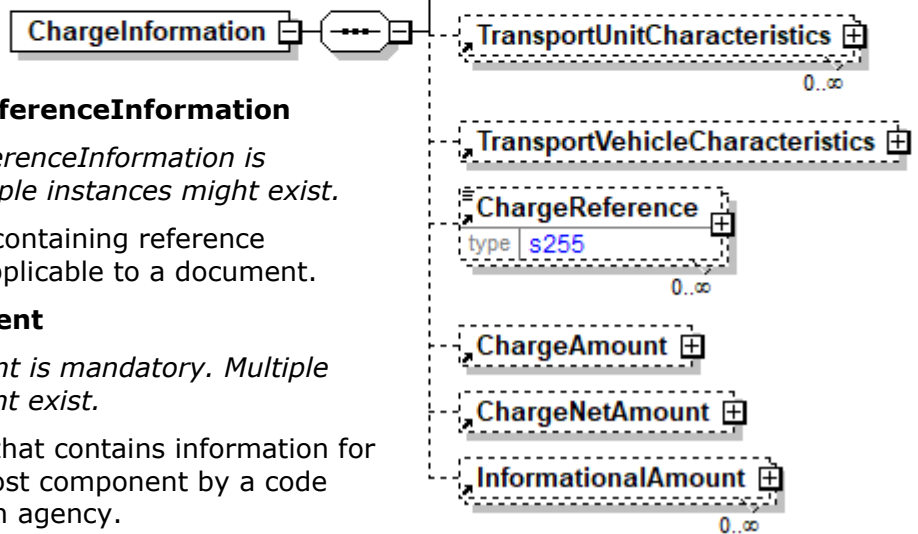 ChargeInformation
ferenceInformation
erenceInformation is
ple instances might exist.
containing reference
pplicable to a document.
ent
nt is mandatory. Multiple
nt exist.
that contains information for
ost component by a code
n agency.
TransportUnitCharacteristics
0..∞
TransportVehicleCharacteristics
ChargeReference
type s255
0..∞
ChargeAmount
ChargeNetAmount
InformationalAmount
0..∞